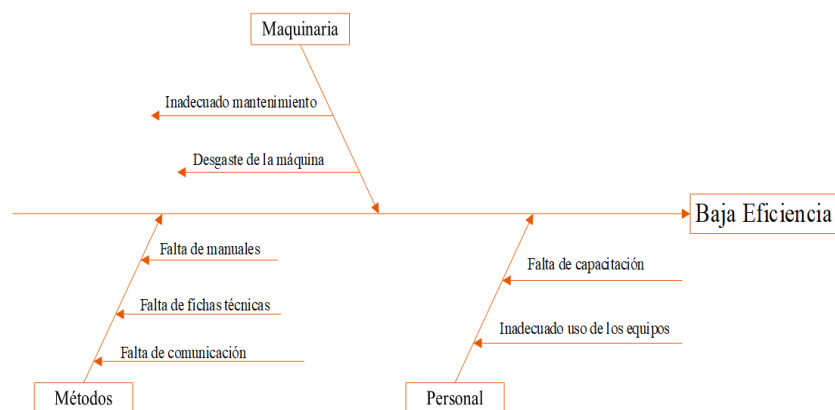 Maquinaria
Inadecuado mantenimiento
Desgaste de la máquina
Baja Eficiencia
Falta de manuales
Falta de fichas técnicas
Falta de comunicación
Métodos
Falta de capacitación
Inadecuado uso de los equipos
Personal